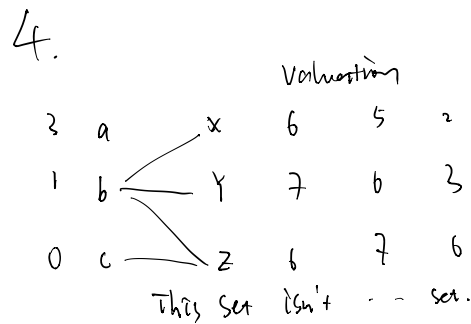 4.
Valuation
3 a X 6 5 2
1 b Y 7 6 3
0 c Z 6 7 6
This set isn't ... set.